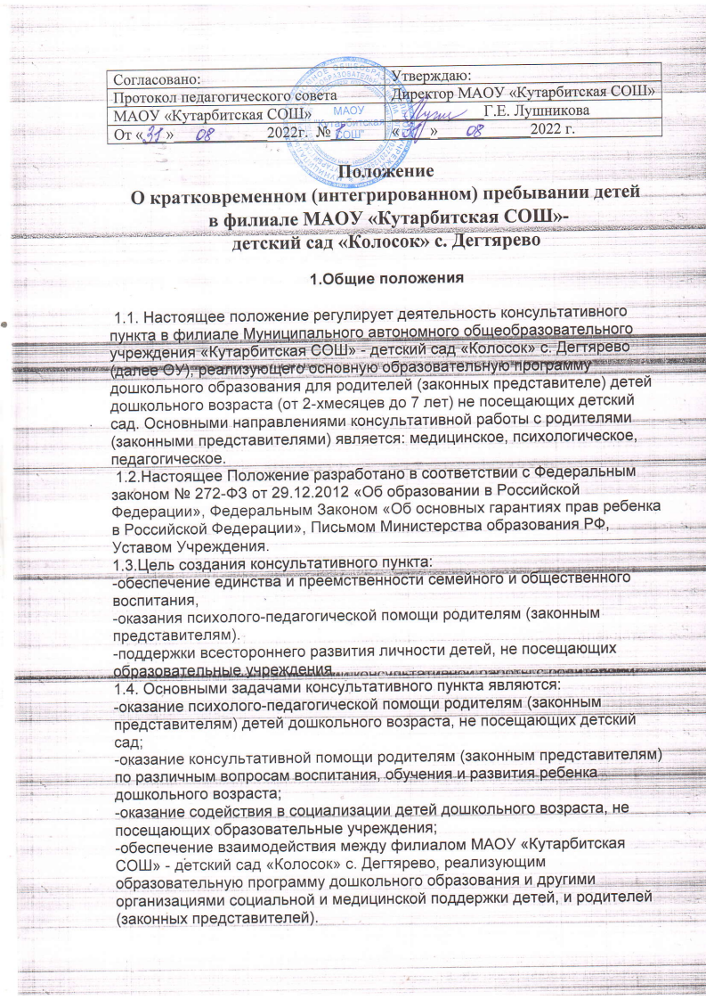 Согласовано: Утверждаю:
Протокол педагогического совета Директор МАОУ «Кутарбитская СОШ»
МАОУ «Кутарбитская СОШ» Г.Е. Лушникова
От «31» 08 2022г. № «31» 08 2022 г.
МАОУ
"Кутарбитская
СОШ"
Положение
О кратковременном (интегрированном) пребывании детей
в филиале МАОУ «Кутарбитская СОШ»-
детский сад «Колосок» с. Дегтярево
1.Общие положения
1.1. Настоящее положение регулирует деятельность консультативного
пункта в филиале Муниципального автономного общеобразовательного
учреждения «Кутарбитская СОШ» - детский сад «Колосок» с. Дегтярево
(далее ОУ), реализующего основную образовательную программу
дошкольного образования для родителей (законных представителе) детей
дошкольного возраста (от 2-хмесяцев до 7 лет) не посещающих детский
сад. Основными направлениями консультативной работы с родителями
(законными представителями) является: медицинское, психологическое,
педагогическое.
1.2.Настоящее Положение разработано в соответствии с Федеральным
законом № 272-ФЗ от 29.12.2012 «Об образовании в Российской
Федерации», Федеральным Законом «Об основных гарантиях прав ребенка
в Российской Федерации», Письмом Министерства образования РФ,
Уставом Учреждения.
1.3.Цель создания консультативного пункта:
-обеспечение единства и преемственности семейного и общественного
воспитания,
-оказания психолого-педагогической помощи родителям (законным
представителям).
-поддержки всестороннего развития личности детей, не посещающих
образовательные учреждения.
1.4. Основными задачами консультативного пункта являются:
-оказание психолого-педагогической помощи родителям (законным
представителям) детей дошкольного возраста, не посещающих детский
сад;
-оказание консультативной помощи родителям (законным представителям)
по различным вопросам воспитания, обучения и развития ребенка
дошкольного возраста;
-оказание содействия в социализации детей дошкольного возраста, не
посещающих образовательные учреждения;
-обеспечение взаимодействия между филиалом МАОУ «Кутарбитская
СОШ» - детский сад «Колосок» с. Дегтярево, реализующим
образовательную программу дошкольного образования и другими
организациями социальной и медицинской поддержки детей, и родителей
(законных представителей).